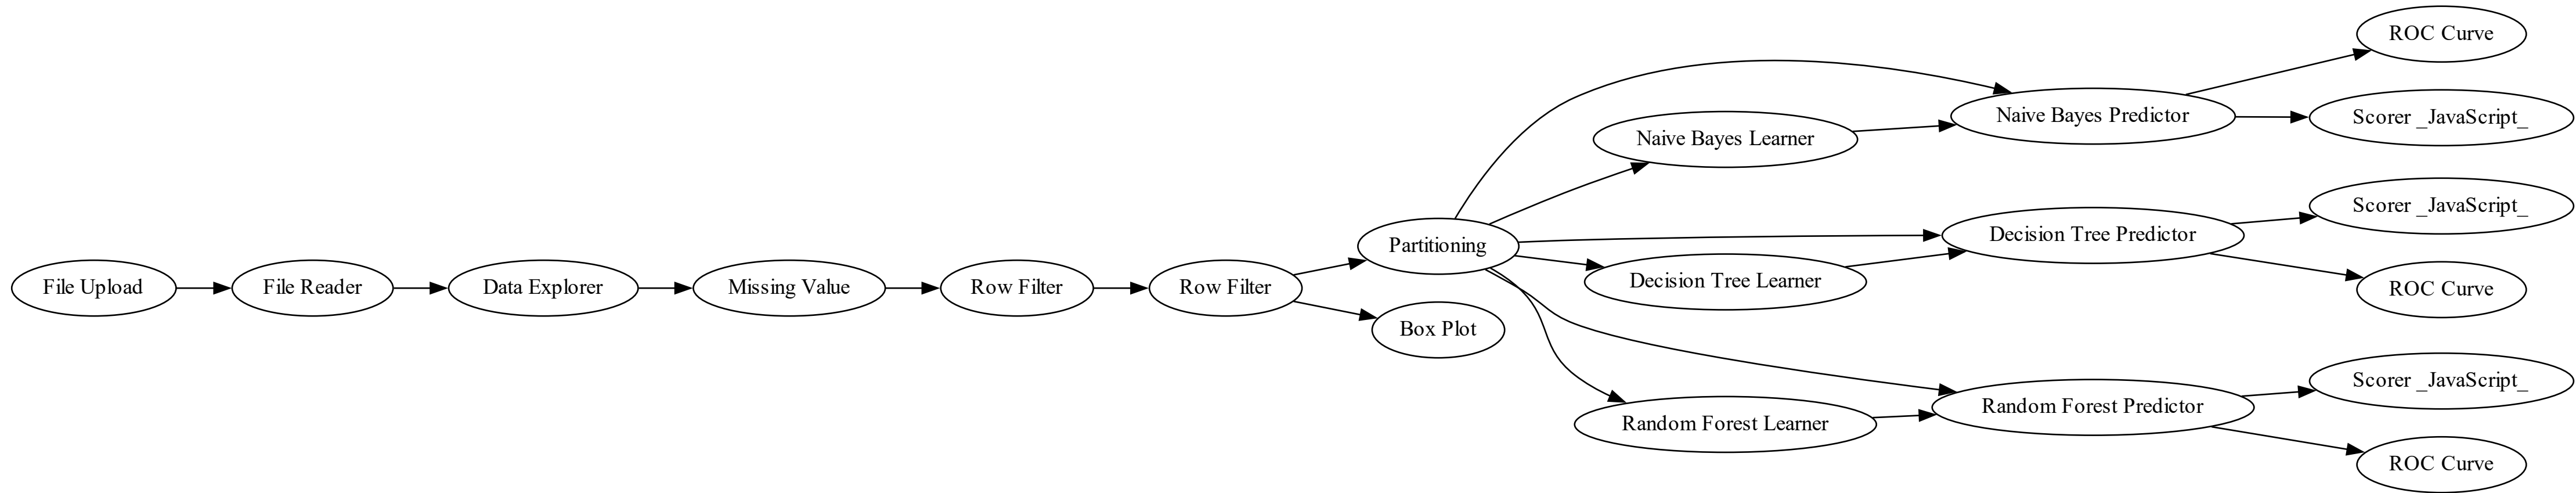 File Upload
File Reader
Data Explorer
Missing Value
Row Filter
Row Filter
Partitioning
Box Plot
Naive Bayes Learner
Decision Tree Learner
Random Forest Learner
Naive Bayes Predictor
Decision Tree Predictor
Random Forest Predictor
ROC Curve
Scorer _JavaScript_
Scorer _JavaScript_
ROC Curve
Scorer _JavaScript_
ROC Curve